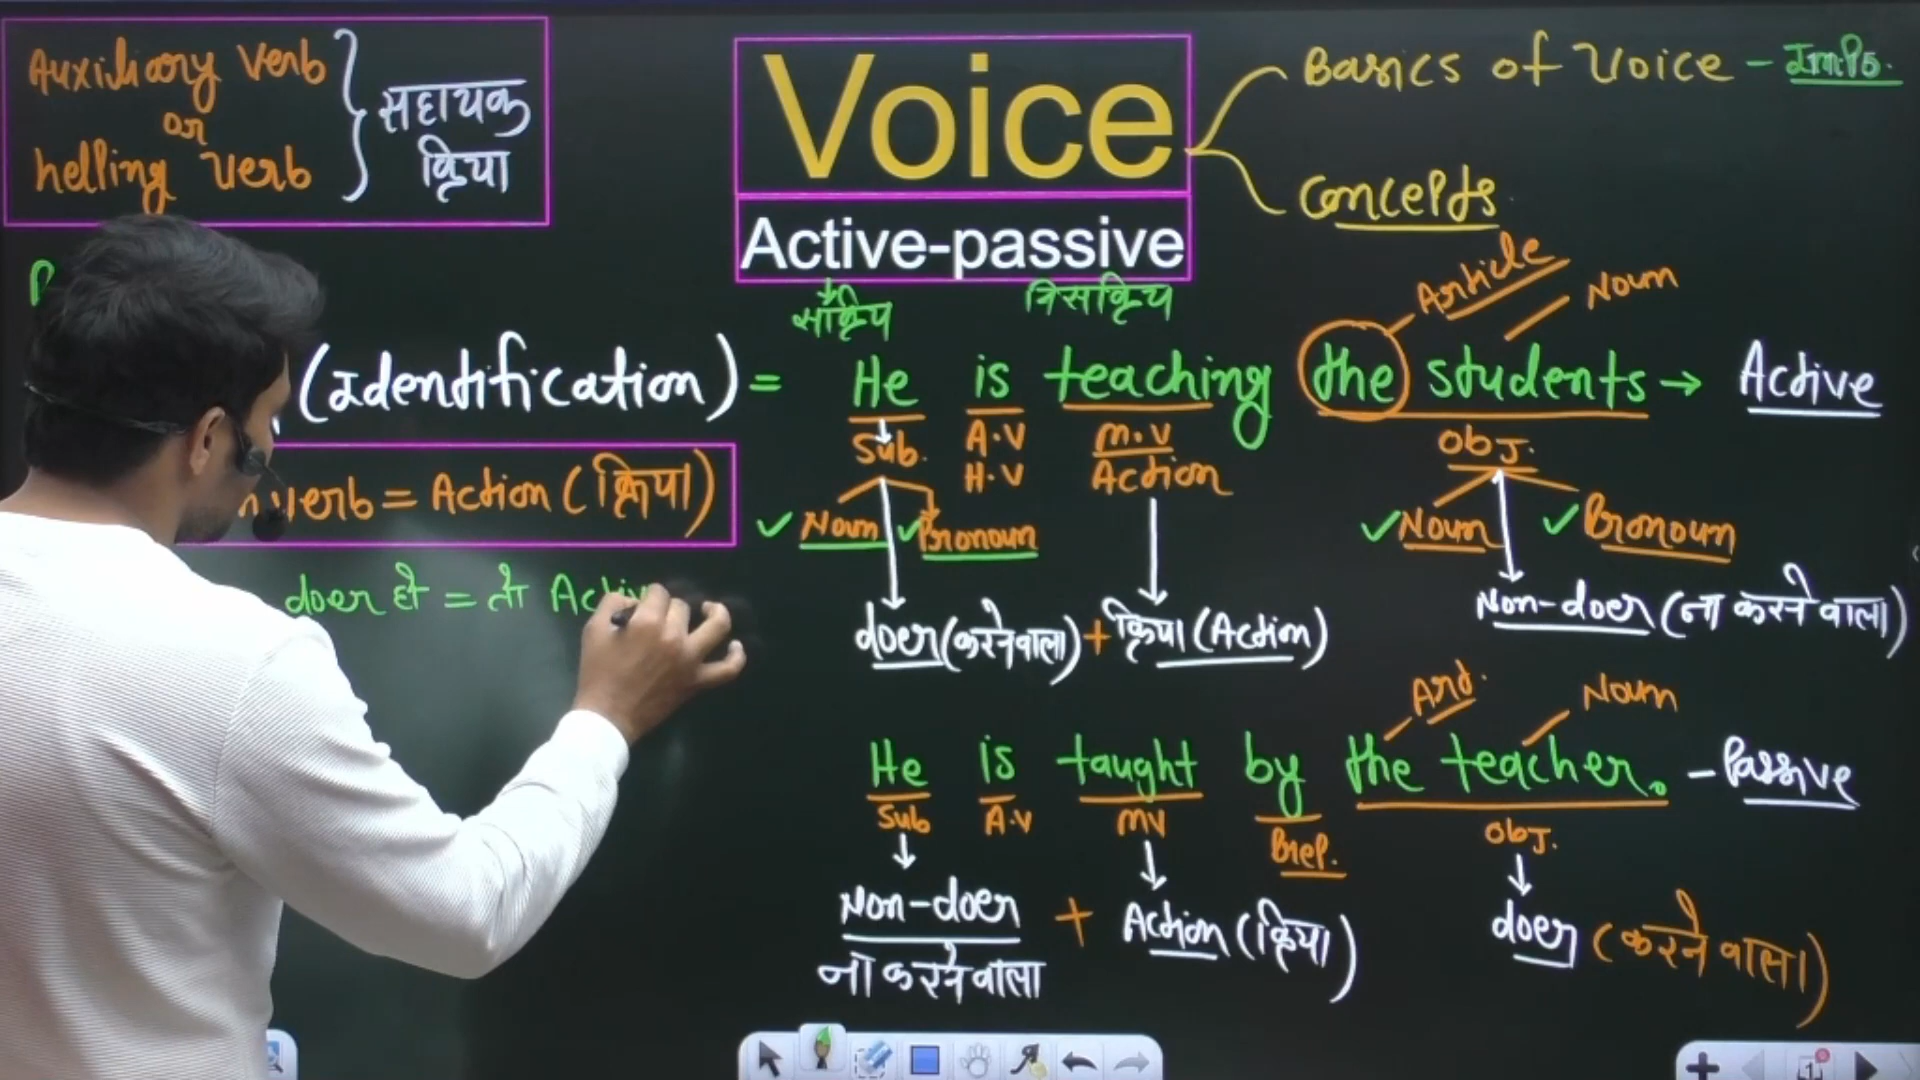 Auxiliary verb
or
helping verb
सहायक
क्रिया
Voice
Active-passive
सक्रिय
Basics of Voice - Imp.
Concepts
Article
Noun
(Identification) = He is teaching the students → Active
Sub. A.V M.V Obj.
H.V Action
verb = Action (क्रिया)
Noun Pronoun
Noun Pronoun
doer हो = तो Activ
doer (करने वाला) + क्रिया (Action)
Non-doer (ना करने वाला)
Art. Noun
He is taught by the teacher. - Passive
Sub A.V MV Prep. Obj.
Non-doer + Action (क्रिया)
ना करने वाला
doer (करने वाला)
1